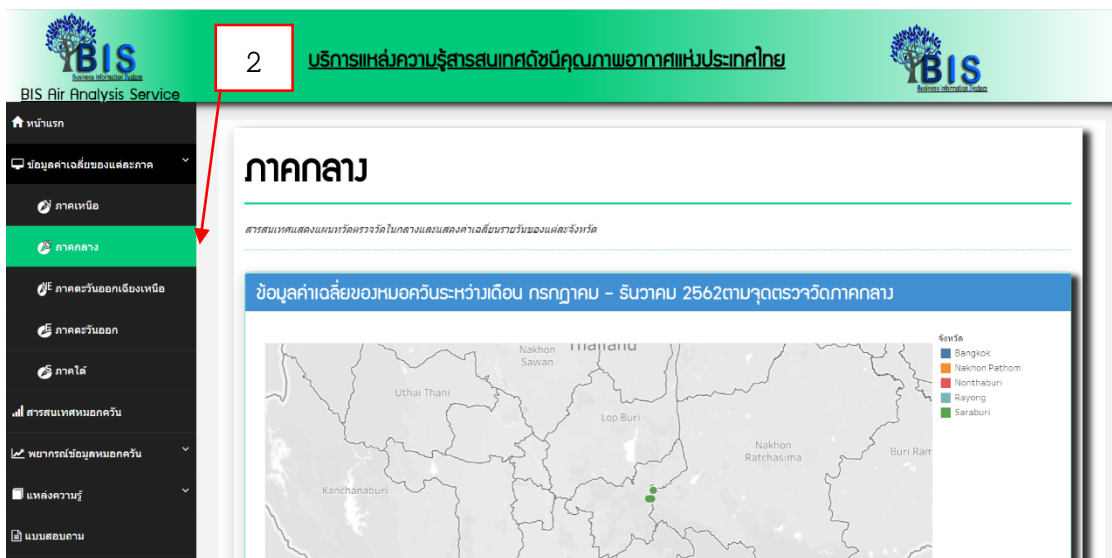 BIS
Business Information System
BIS Air Analysis Service
2
บริการแหล่งความรู้สารสนเทศดัชนีคุณภาพอากาศแห่งประเทศไทย
BIS
Business Information System
หน้าแรก
ข้อมูลค่าเฉลี่ยของแต่ละภาค
ภาคเหนือ
ภาคกลาง
ภาคตะวันออกเฉียงเหนือ
ภาคตะวันออก
ภาคใต้
สารสนเทศหมอกควัน
พยากรณ์ข้อมูลหมอกควัน
แหล่งความรู้
แบบสอบถาม
ภาคกลาง
สารสนเทศแสดงแผนทวัดตรวจวัดในกลางและแสดงค่าเฉลี่ยนรายวันของแต่ละจังหวัด
ข้อมูลค่าเฉลี่ยของหมอควันระหว่างเดือน กรกฎาคม - ธันวาคม 2562ตามจุดตรวจวัดภาคกลาง
Thailand
Nakhon
Sawan
Uthai Thani
Lop Buri
Nakhon
Ratchasima
Buri Ram
Kanchanaburi
จังหวัด
Bangkok
Nakhon Pathom
Nonthaburi
Rayong
Saraburi